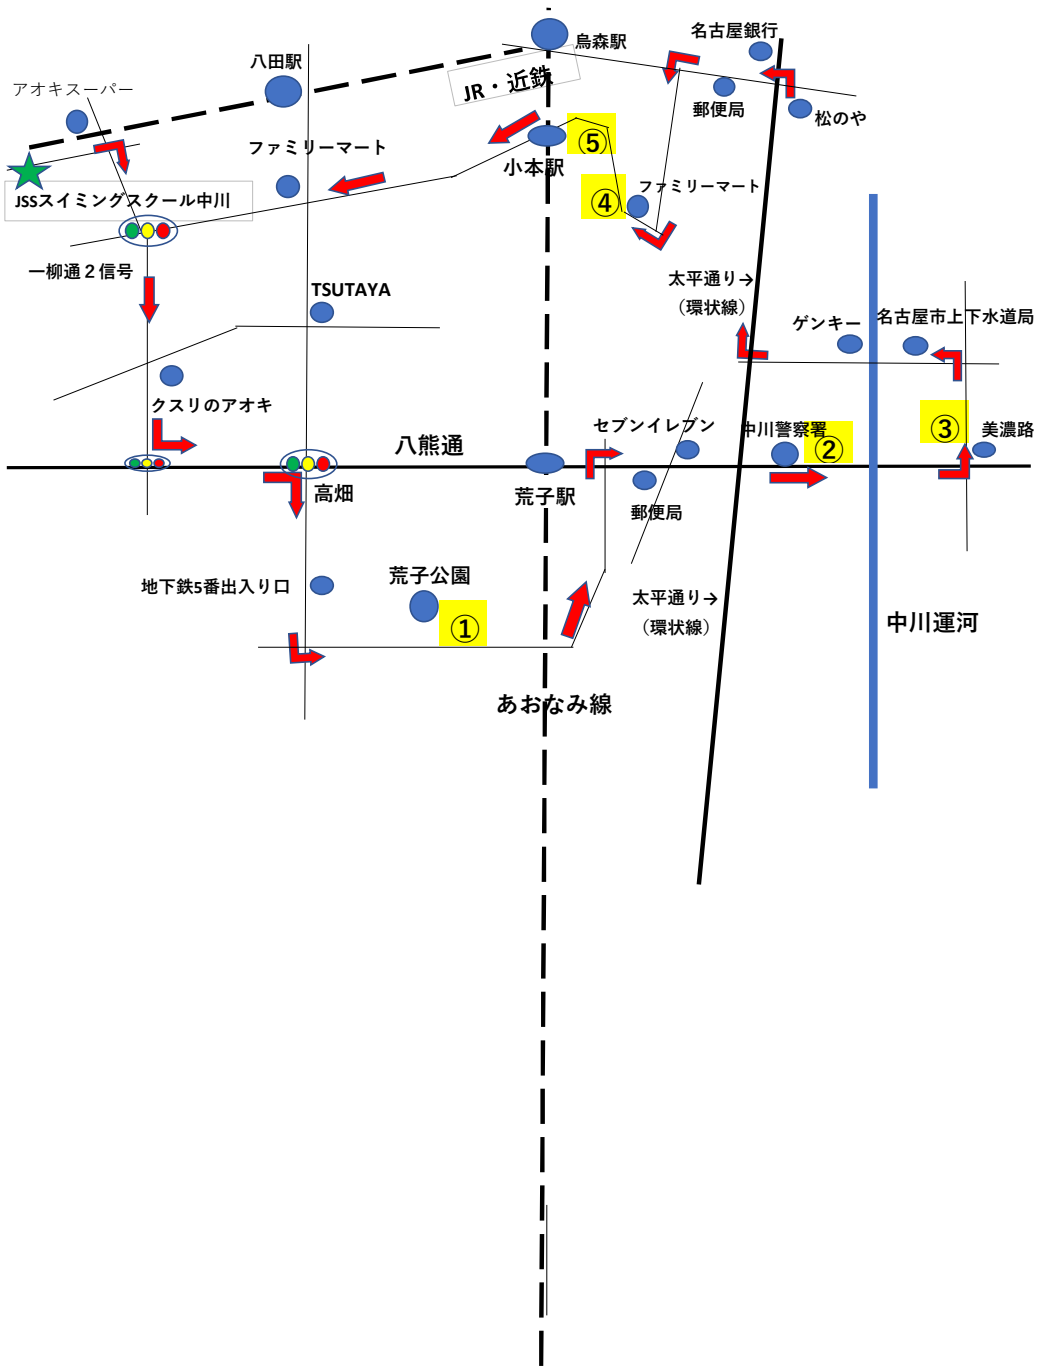 烏森駅
名古屋銀行
八田駅
JR・近鉄
アオキスーパー
郵便局
松のや
ファミリーマート
⑤
小本駅
④
ファミリーマート
JSSスイミングスクール中川
一柳通２信号
太平通り→
（環状線）
TSUTAYA
ゲンキー
名古屋市上下水道局
クスリのアオキ
セブンイレブン
中川警察署
②
③
美濃路
八熊通
高畑
荒子駅
郵便局
地下鉄5番出入り口
荒子公園
①
太平通り→
（環状線）
中川運河
あおなみ線